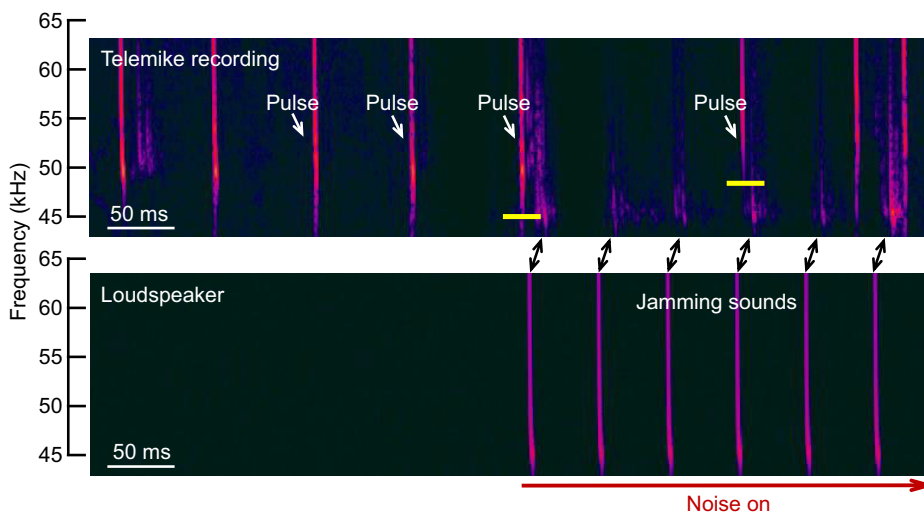 65
60
55
50
45
Telemike recording
Pulse
Pulse
Pulse
Pulse
50 ms
Frequency (kHz)
65
60
55
50
45
Loudspeaker
Jamming sounds
50 ms
Noise on